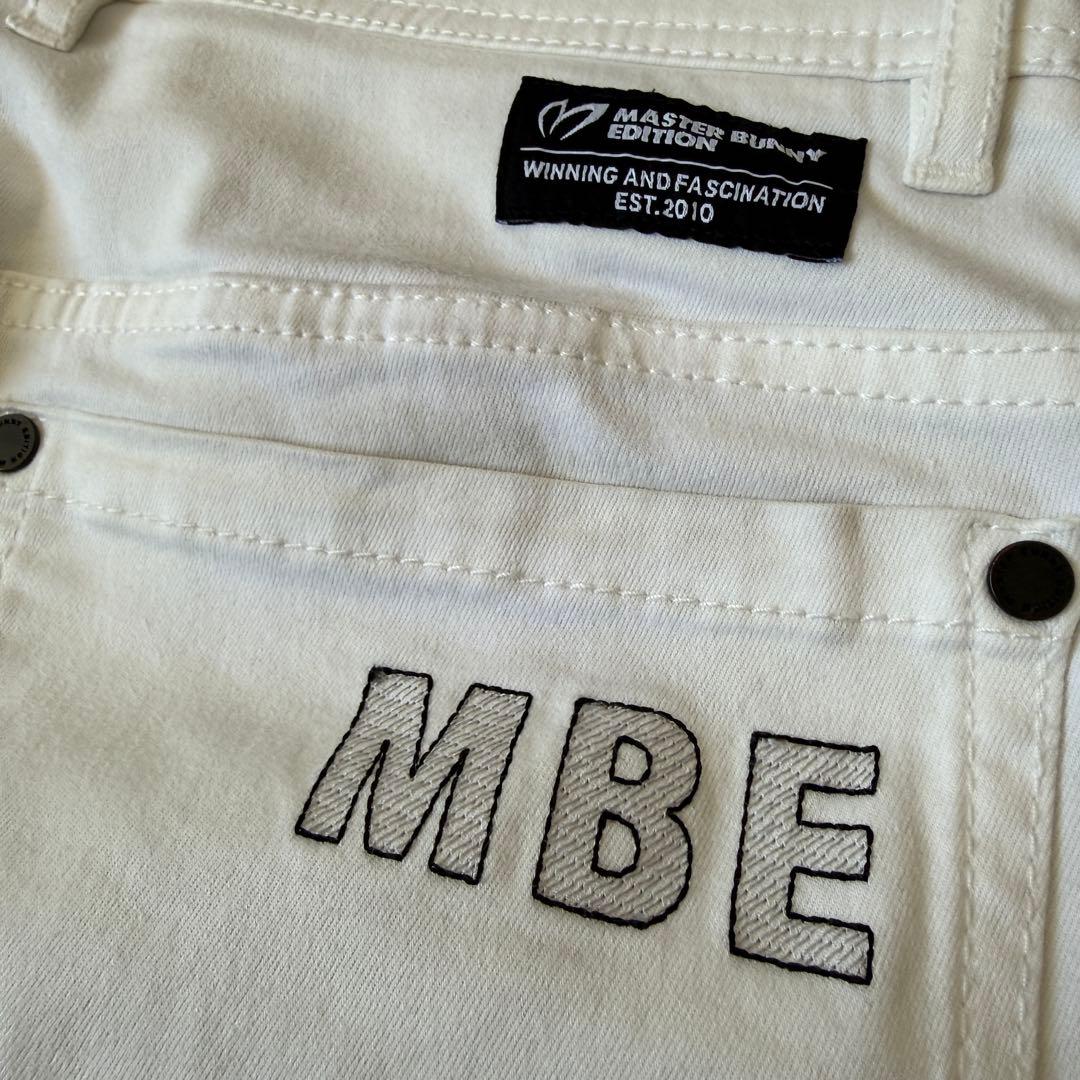 MASTER BUNNY
EDITION
WINNING AND FASCINATION
EST.2010
MBE